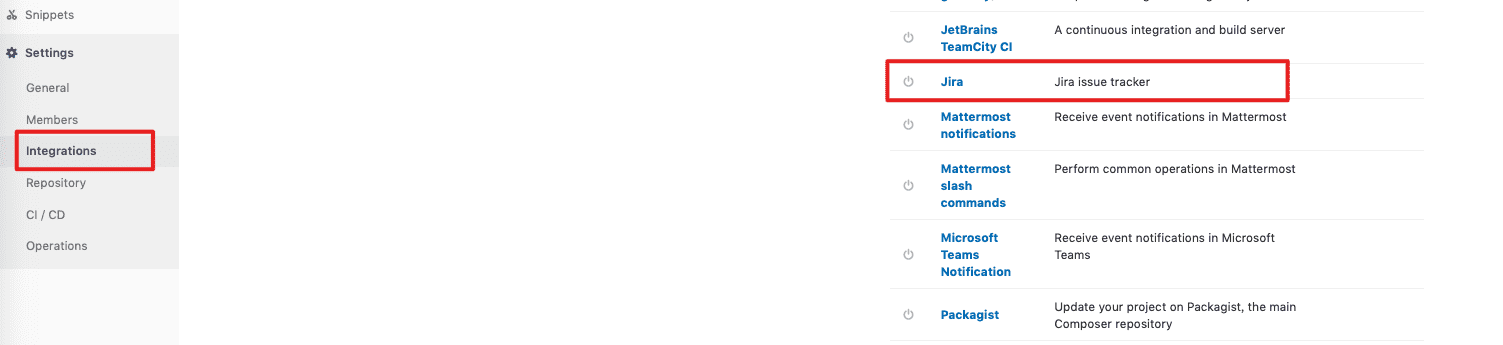 Snippets
Settings
General
Members
Integrations
Repository
CI / CD
Operations
JetBrains
TeamCity CI
A continuous integration and build server
Jira
Jira issue tracker
Mattermost
notifications
Receive event notifications in Mattermost
Mattermost
slash
commands
Perform common operations in Mattermost
Microsoft
Teams
Notification
Receive event notifications in Microsoft
Teams
Packagist
Update your project on Packagist, the main
Composer repository